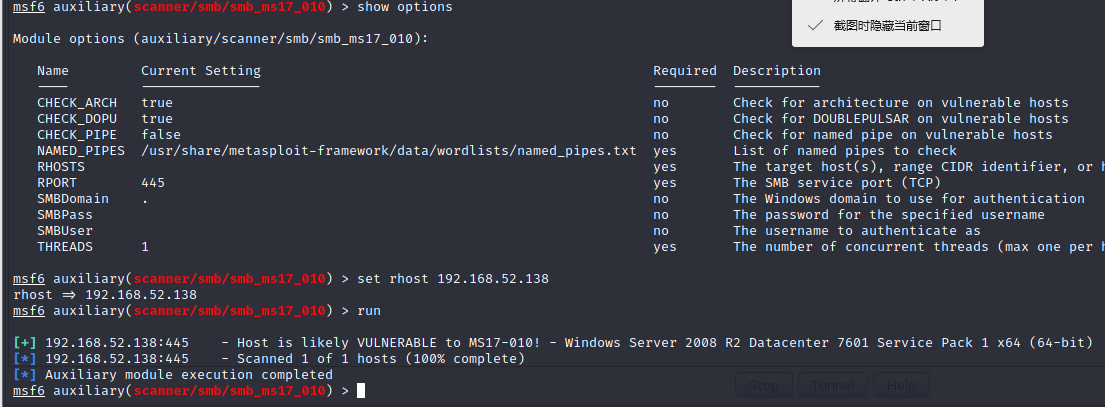 msf6 auxiliary(scanner/smb/smb_ms17_010) > show options
截图时隐藏当前窗口
Module options (auxiliary/scanner/smb/smb_ms17_010):
Name Current Setting Required Description
CHECK_ARCH true no Check for architecture on vulnerable hosts
CHECK_DOPU true no Check for DOUBLEPULSAR on vulnerable hosts
CHECK_PIPE false no Check for named pipe on vulnerable hosts
NAMED_PIPES /usr/share/metasploit-framework/data/wordlists/named_pipes.txt yes List of named pipes to check
RHOSTS yes The target host(s), range CIDR identifier, or
RPORT 445 yes The SMB service port (TCP)
SMBDomain . no The Windows domain to use for authentication
SMBPass no The password for the specified username
SMBUser no The username to authenticate as
THREADS 1 yes The number of concurrent threads (max one per
msf6 auxiliary(scanner/smb/smb_ms17_010) > set rhost 192.168.52.138
rhost => 192.168.52.138
msf6 auxiliary(scanner/smb/smb_ms17_010) > run
[+] 192.168.52.138:445 - Host is likely VULNERABLE to MS17-010! - Windows Server 2008 R2 Datacenter 7601 Service Pack 1 x64 (64-bit)
[*] 192.168.52.138:445 - Scanned 1 of 1 hosts (100% complete)
[*] Auxiliary module execution completed
msf6 auxiliary(scanner/smb/smb_ms17_010) >
Stop Tunnel Help